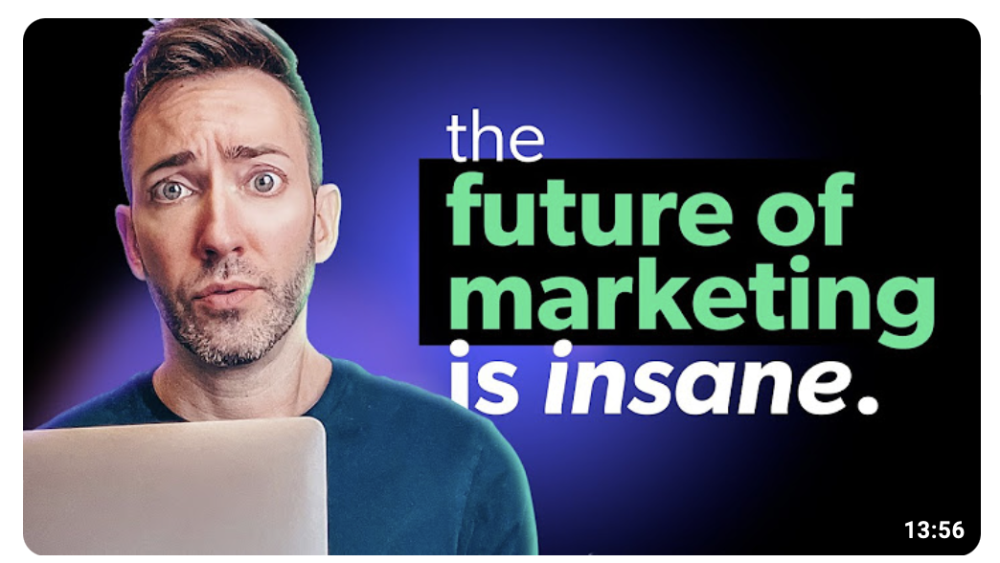 the
future of
marketing
is insane.
13:56